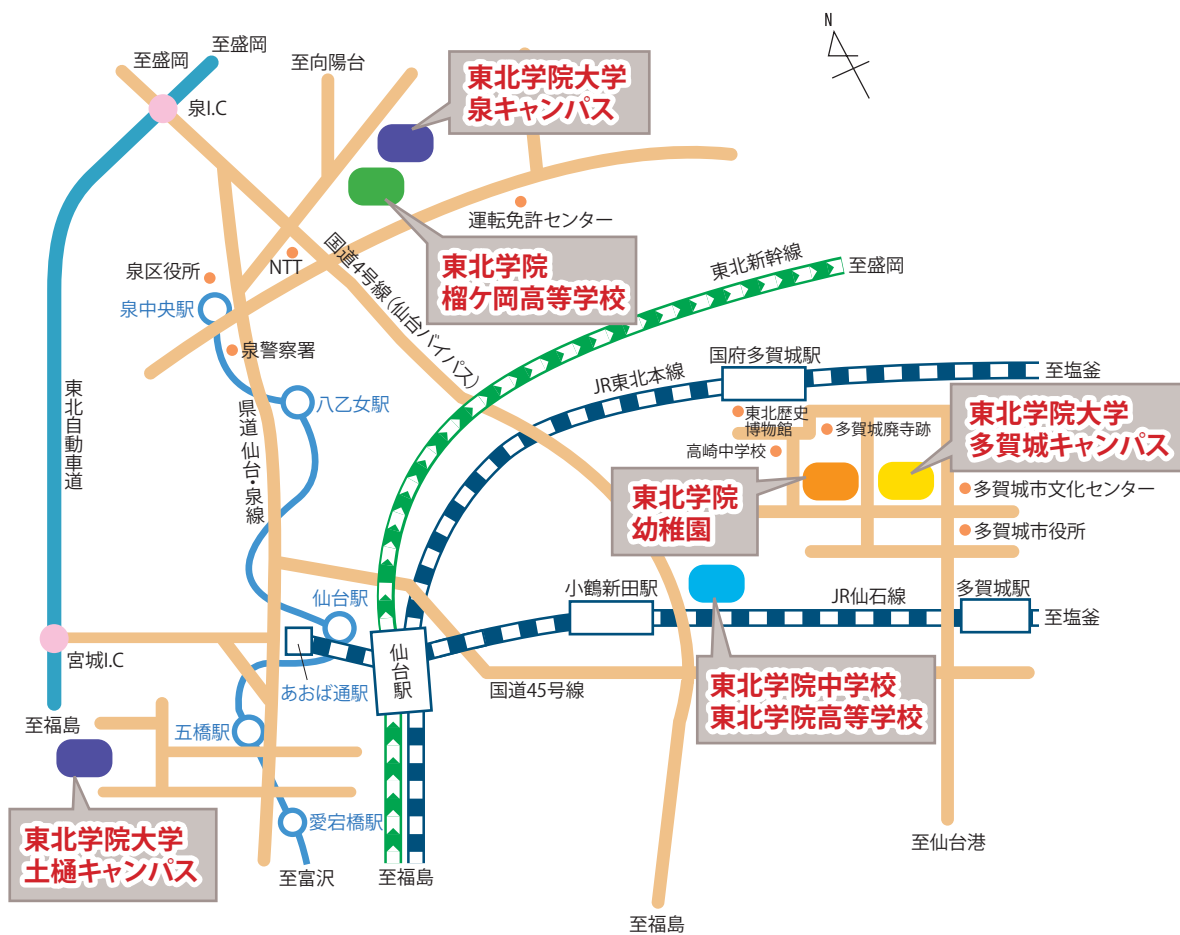 N
至盛岡
至盛岡
至向陽台
東北学院大学
泉キャンパス
泉I.C
運転免許センター
東北学院
榴ケ岡高等学校
NTT
泉区役所
泉中央駅
泉警察署
国道4号線(仙台バイパス)
東北新幹線
至盛岡
八乙女駅
東北自動車道
県道 仙台・泉線
JR東北本線
国府多賀城駅
至塩釜
東北歴史
博物館
多賀城廃寺跡
高崎中学校
東北学院大学
多賀城キャンパス
東北学院
幼稚園
多賀城市文化センター
多賀城市役所
小鶴新田駅
JR仙石線
多賀城駅
至塩釜
仙台駅
仙台駅
宮城I.C
あおば通駅
国道45号線
東北学院中学校
東北学院高等学校
至福島
五橋駅
東北学院大学
土樋キャンパス
愛宕橋駅
至富沢
至福島
至仙台港
至福島